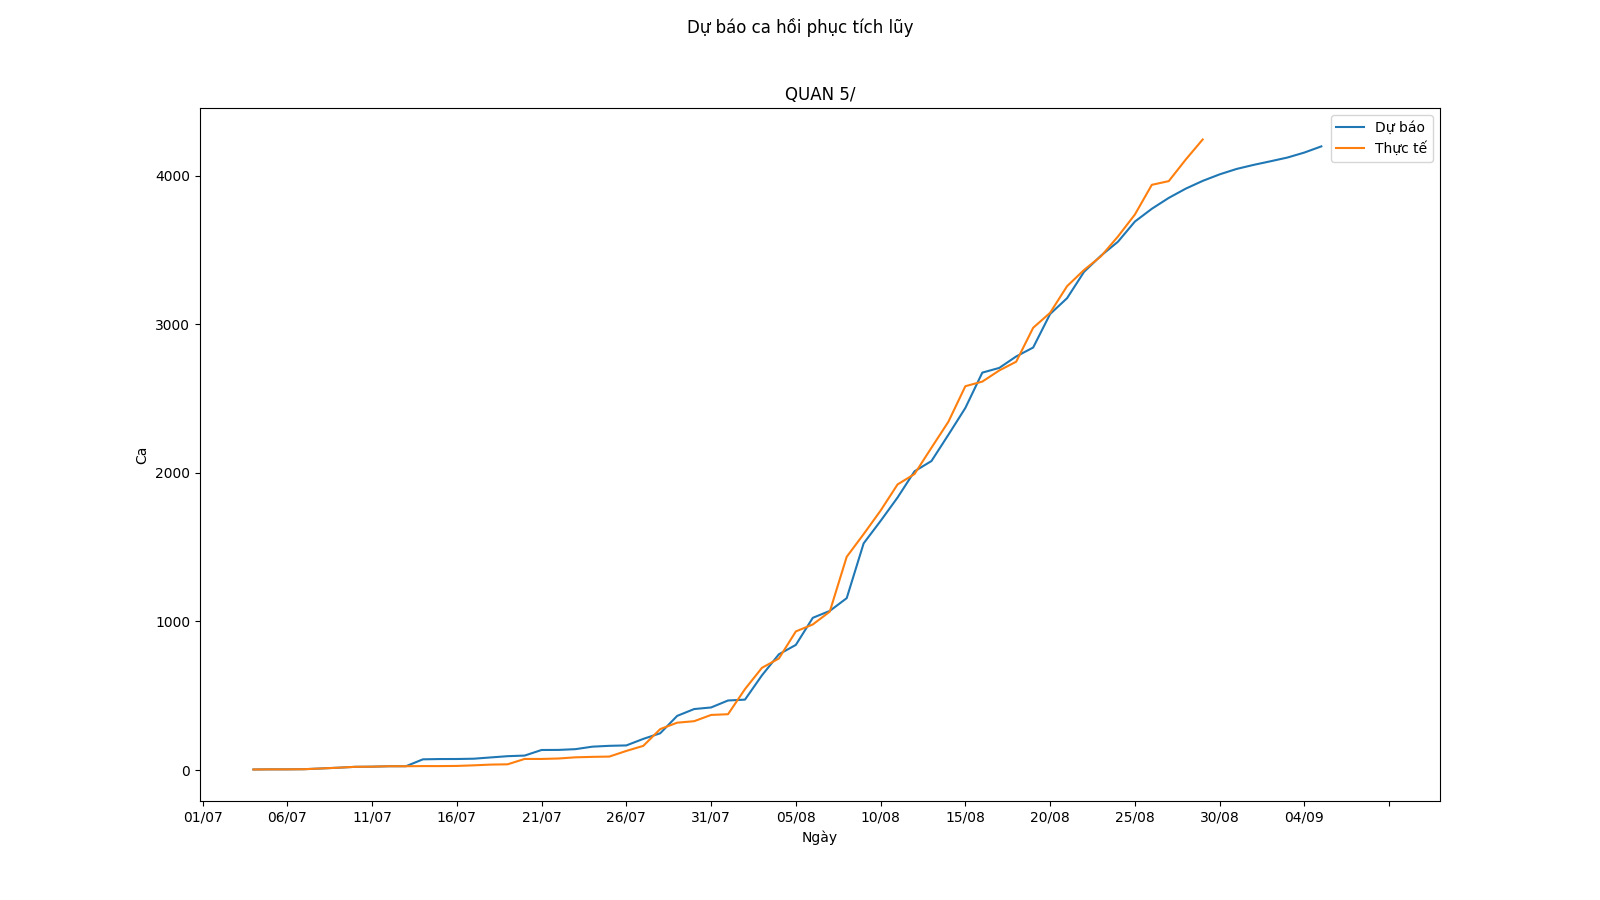 Dự báo ca hồi phục tích lũy
QUAN 5/
Dự báo
Thực tế
4000
3000
2000
1000
0
Ca
01/07 06/07 11/07 16/07 21/07 26/07 31/07 05/08 10/08 15/08 20/08 25/08 30/08 04/09
Ngày